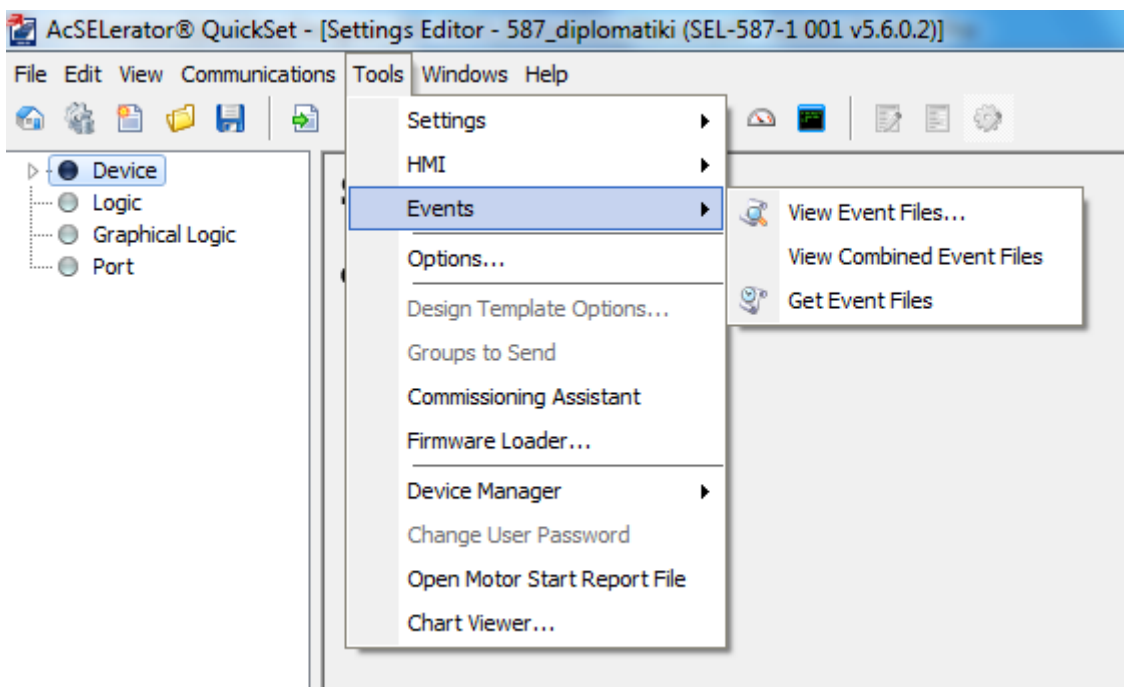 AcSELerator® QuickSet - [Settings Editor - 587_diplomatiki (SEL-587-1 001 v5.6.0.2)]
File Edit View Communications Tools Windows Help
Settings
HMI
Events
Options...
Design Template Options...
Groups to Send
Commissioning Assistant
Firmware Loader...
Device Manager
Change User Password
Open Motor Start Report File
Chart Viewer...
View Event Files...
View Combined Event Files
Get Event Files
Device
Logic
Graphical Logic
Port